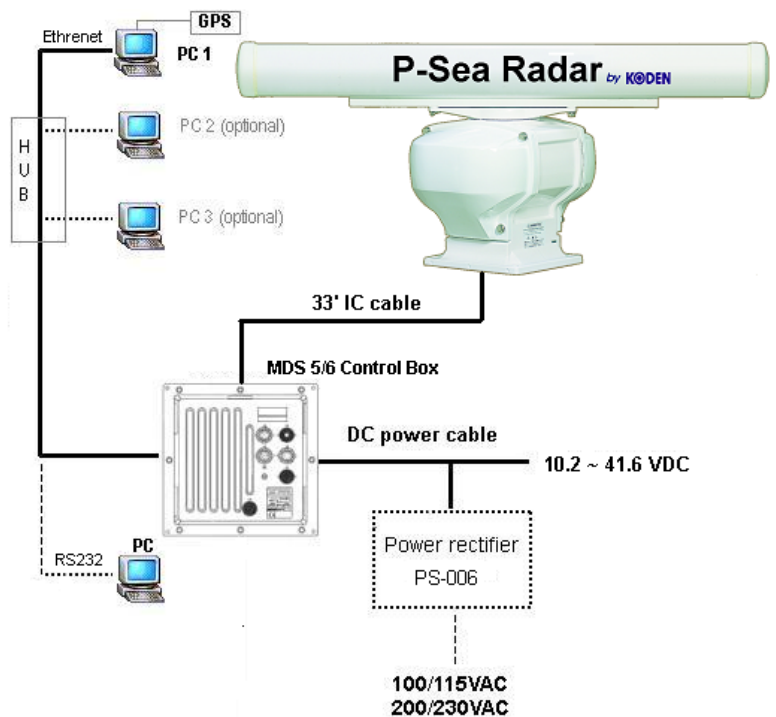 GPS
Ethrenet
PC 1
P-Sea Radar by KODEN
PC 2 (optional)
HUB
PC 3 (optional)
33' IC cable
MDS 5/6 Control Box
DC power cable
10.2 ~ 41.6 VDC
Power rectifier
PS-006
PC
RS232
100/115VAC
200/230VAC